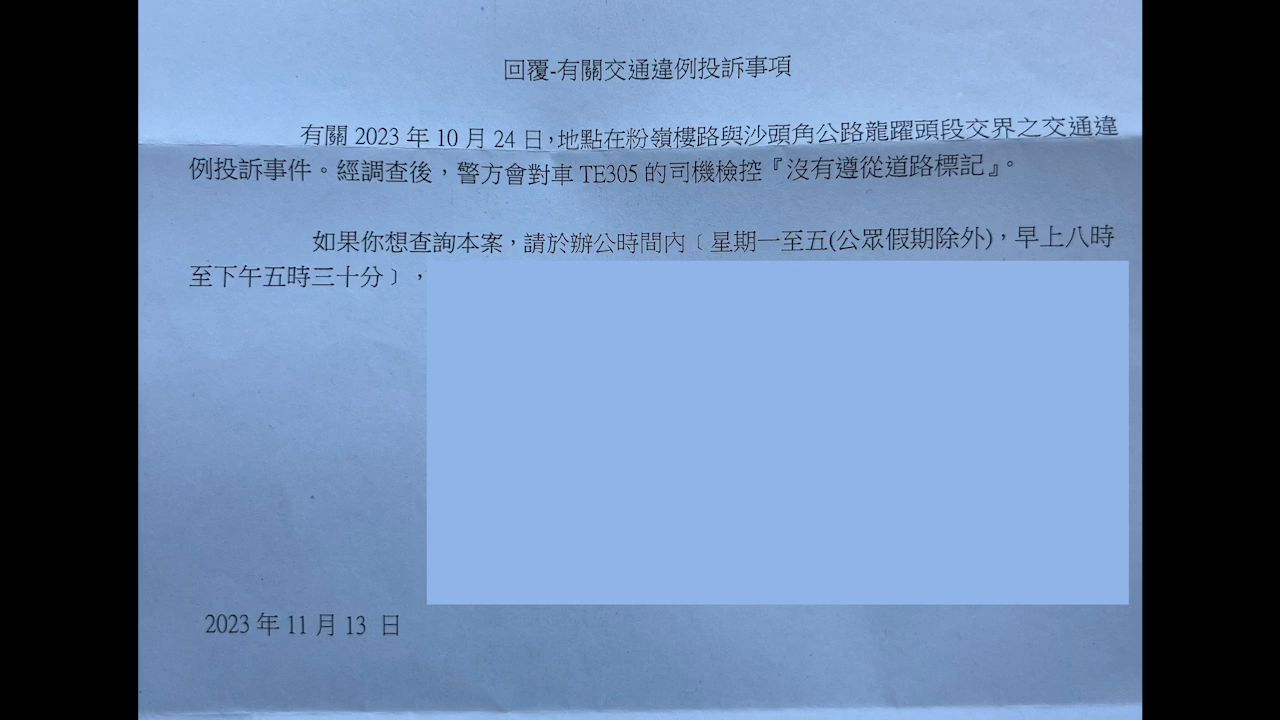 回覆-有關交通違例投訴事項
有關 2023 年 10 月 24 日，地點在粉嶺樓路與沙頭角公路龍躍頭段交界之交通違
例投訴事件。經調查後，警方會對車 TE305 的司機檢控『沒有遵從道路標記』。
如果你想查詢本案，請於辦公時間內﹝星期一至五(公眾假期除外)，早上八時
至下午五時三十分﹞，
2023 年 11 月 13 日